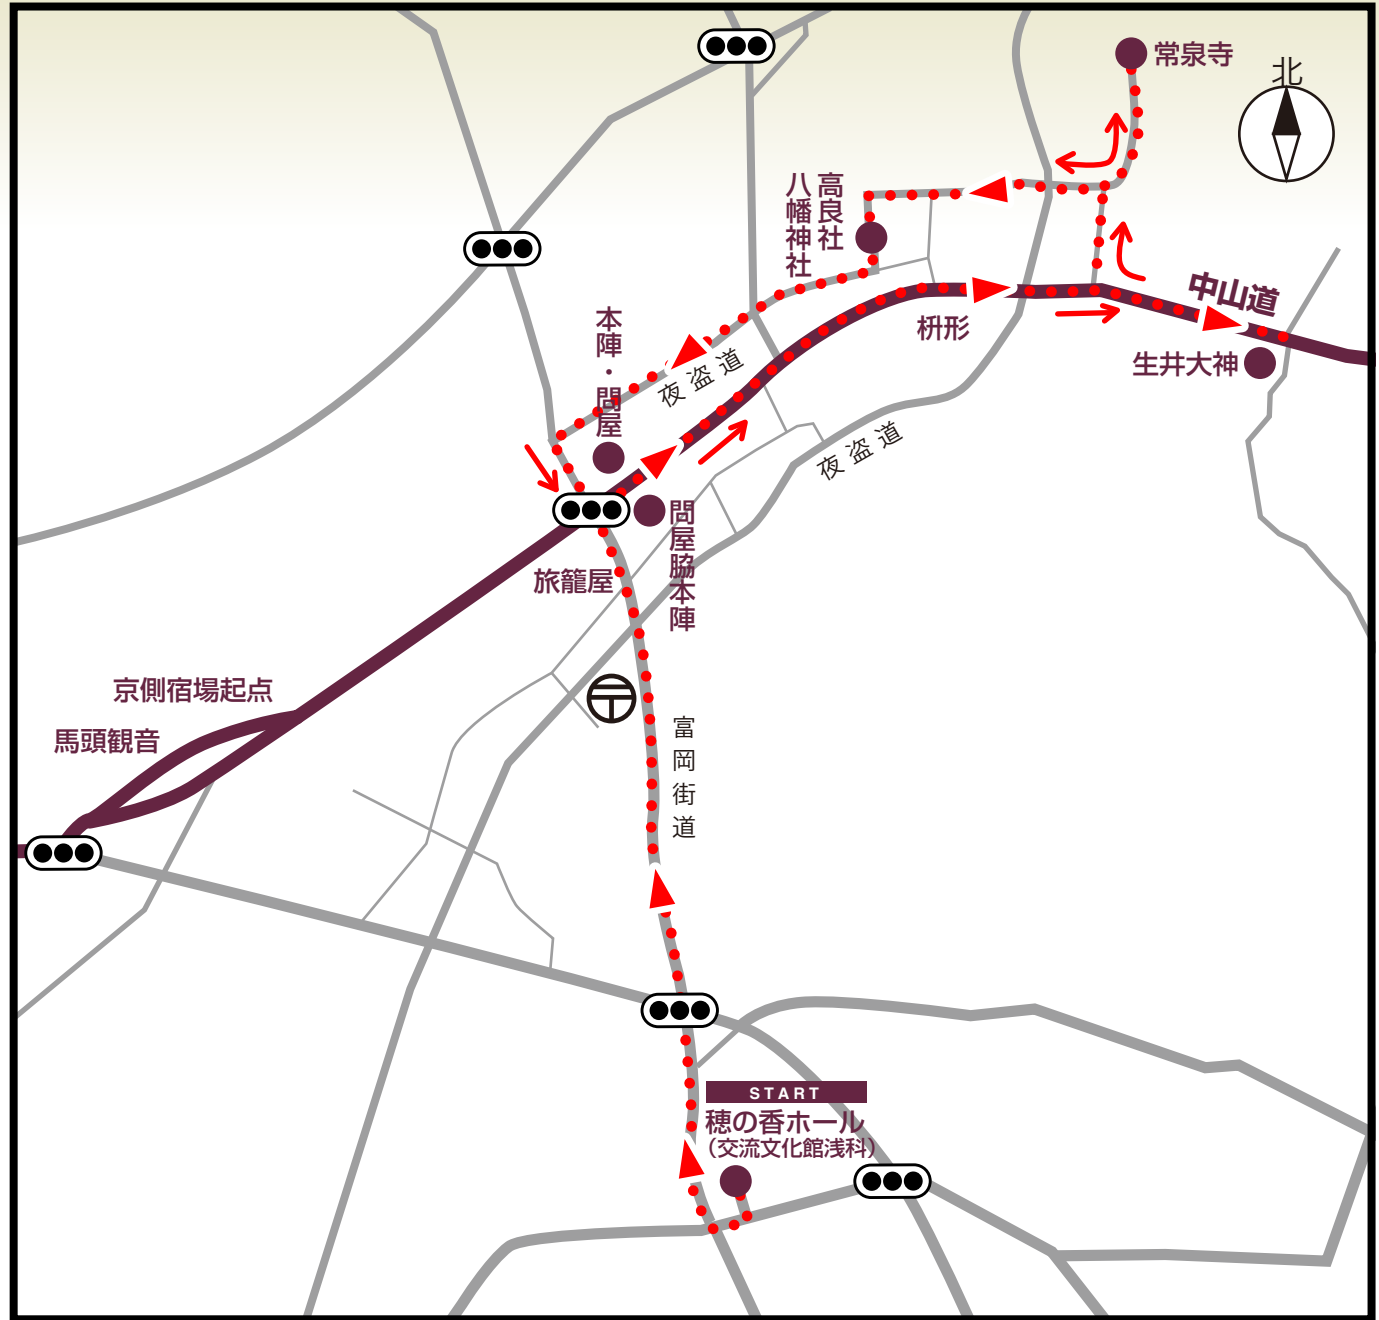 常泉寺
北
高良社
八幡神社
中山道
枡形
生井大神
本陣・問屋
夜盗道
夜盗道
問屋脇本陣
旅籠屋
京側宿場起点
馬頭観音
富岡街道
START
穂の香ホール
（交流文化館浅科）